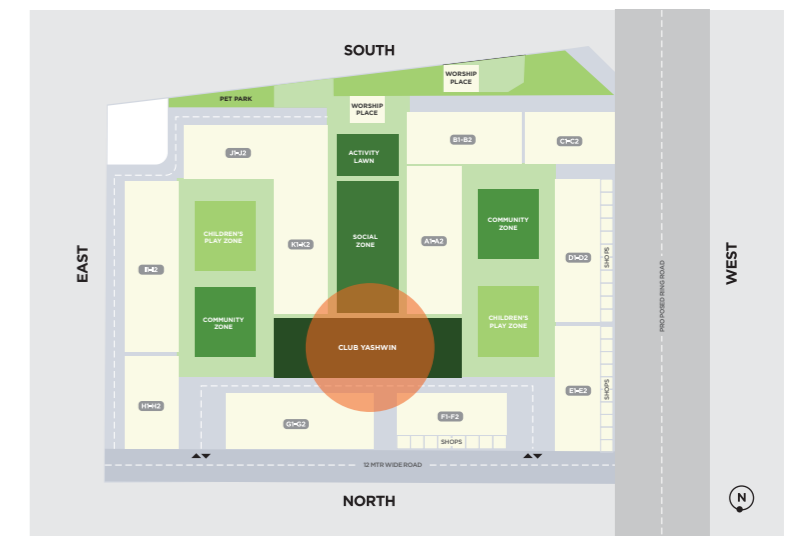 SOUTH
WORSHIP
PLACE
PET PARK
WORSHIP
PLACE
B1-B2
C1-C2
J1-J2
ACTIVITY
LAWN
CHILDREN'S
PLAY ZONE
K1-K2
SOCIAL
ZONE
A1-A2
COMMUNITY
ZONE
D1-D2
SHOPS
EAST
WEST
PROPOSED RING ROAD
COMMUNITY
ZONE
CHILDREN'S
PLAY ZONE
CLUB YASHWIN
H1-H2
G1-G2
F1-F2
E1-E2
SHOPS
SHOPS
12 MTR WIDE ROAD
NORTH
N